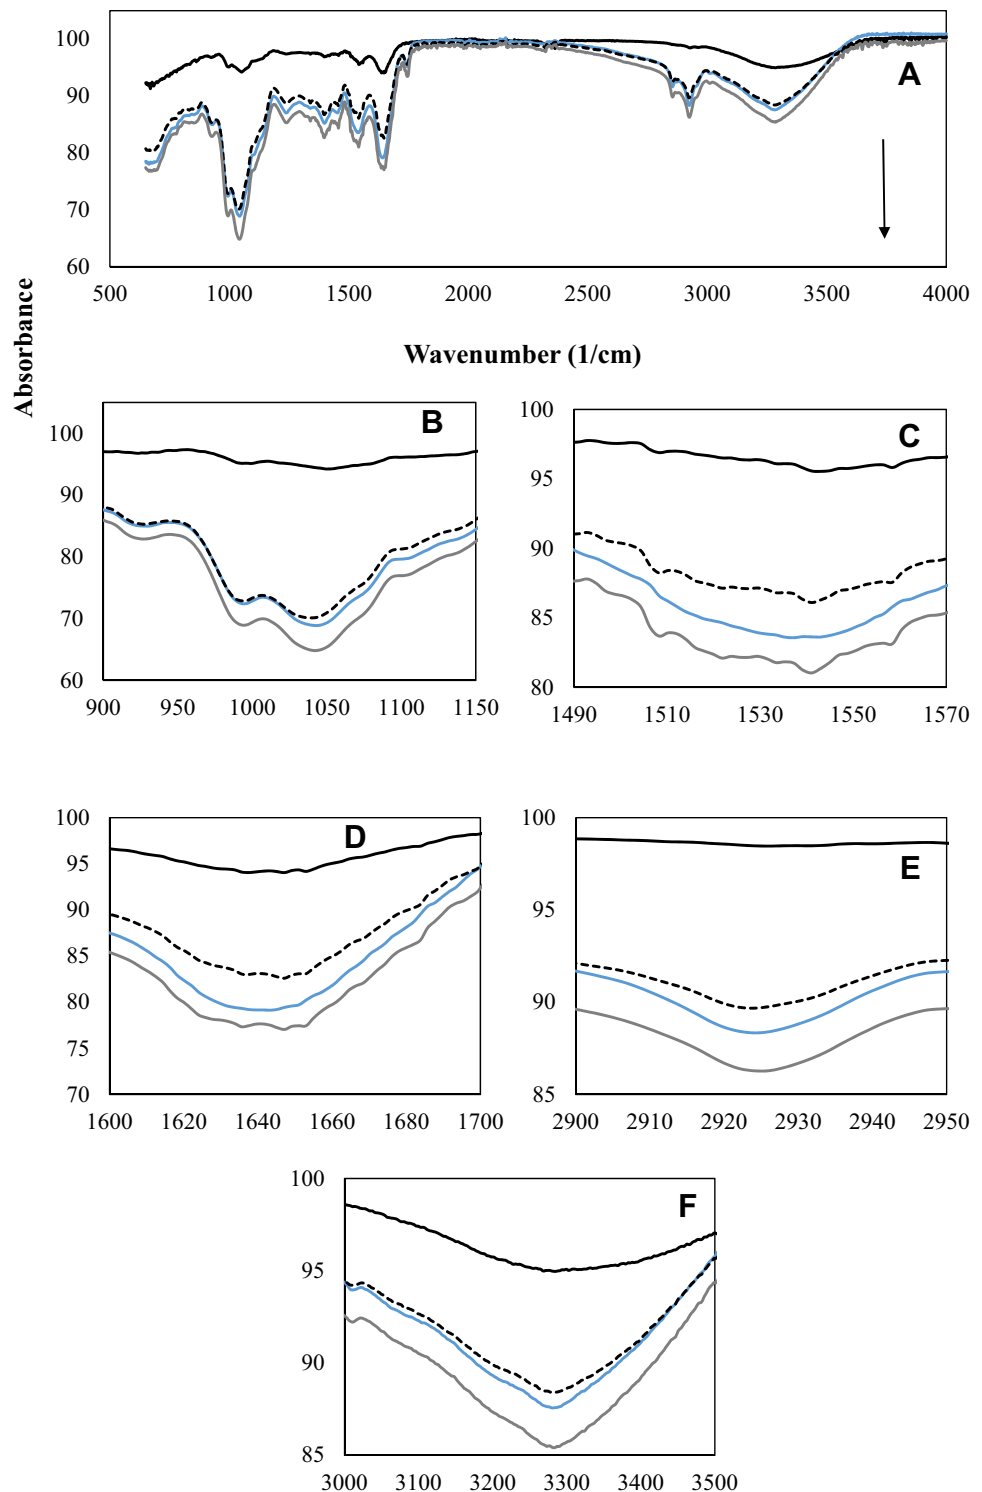 100
90
80
70
60
A
500 1000 1500 2000 2500 3000 3500 4000
Wavenumber (1/cm)
Absorbance
100
90
80
70
60
B
900 950 1000 1050 1100 1150
100
95
90
85
80
C
1490 1510 1530 1550 1570
100
95
90
85
80
75
70
D
1600 1620 1640 1660 1680 1700
100
95
90
85
E
2900 2910 2920 2930 2940 2950
100
95
90
85
F
3000 3100 3200 3300 3400 3500